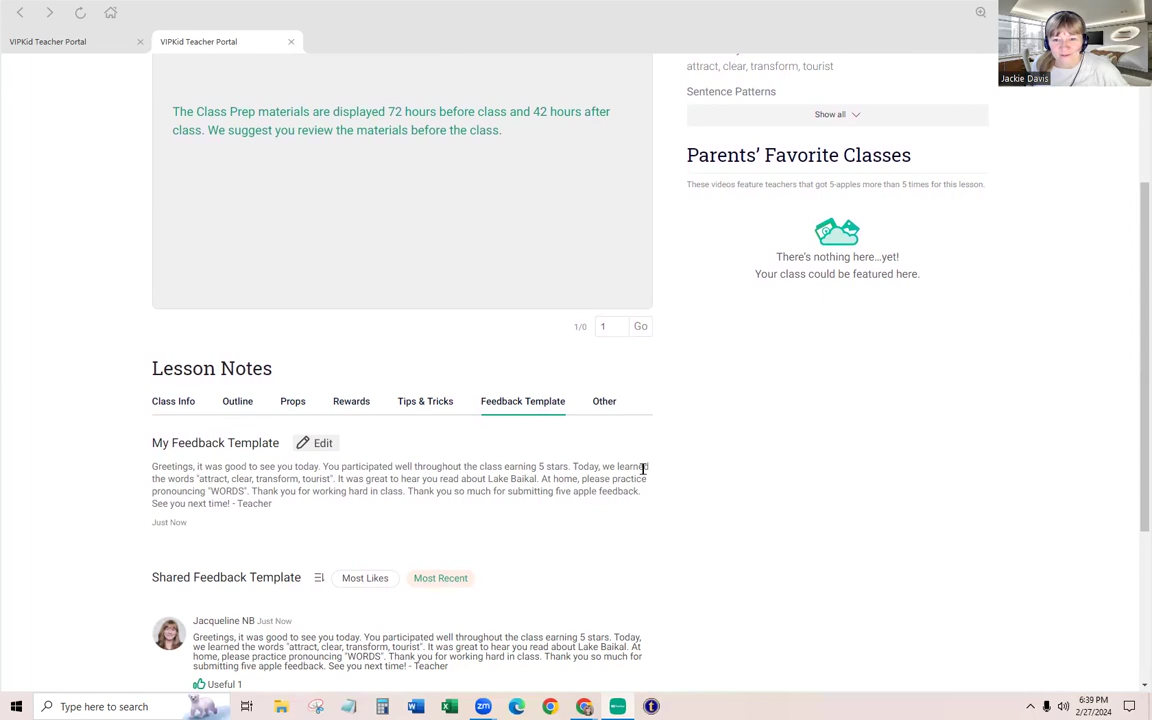 VIPKid Teacher Portal
VIPKid Teacher Portal
Jackie Davis
The Class Prep materials are displayed 72 hours before class and 42 hours after
class. We suggest you review the materials before the class.
1/0 1 Go
attract, clear, transform, tourist
Sentence Patterns
Show all
Parents’ Favorite Classes
These videos feature teachers that got 5-apples more than 5 times for this lesson.
There's nothing here...yet!
Your class could be featured here.
Lesson Notes
Class Info Outline Props Rewards Tips & Tricks Feedback Template Other
My Feedback Template Edit
Greetings, it was good to see you today. You participated well throughout the class earning 5 stars. Today, we learned
the words "attract, clear, transform, tourist". It was great to hear you read about Lake Baikal. At home, please practice
pronouncing "WORDS". Thank you for working hard in class. Thank you so much for submitting five apple feedback.
See you next time! - Teacher
Just Now
Shared Feedback Template Most Likes Most Recent
Jacqueline NB Just Now
Greetings, it was good to see you today. You participated well throughout the class earning 5 stars. Today,
we learned the words "attract, clear, transform, tourist". It was great to hear you read about Lake Baikal. At
home, please practice pronouncing "WORDS". Thank you for working hard in class. Thank you so much for
submitting five apple feedback. See you next time! - Teacher
Useful 1
Type here to search
6:39 PM
2/27/2024